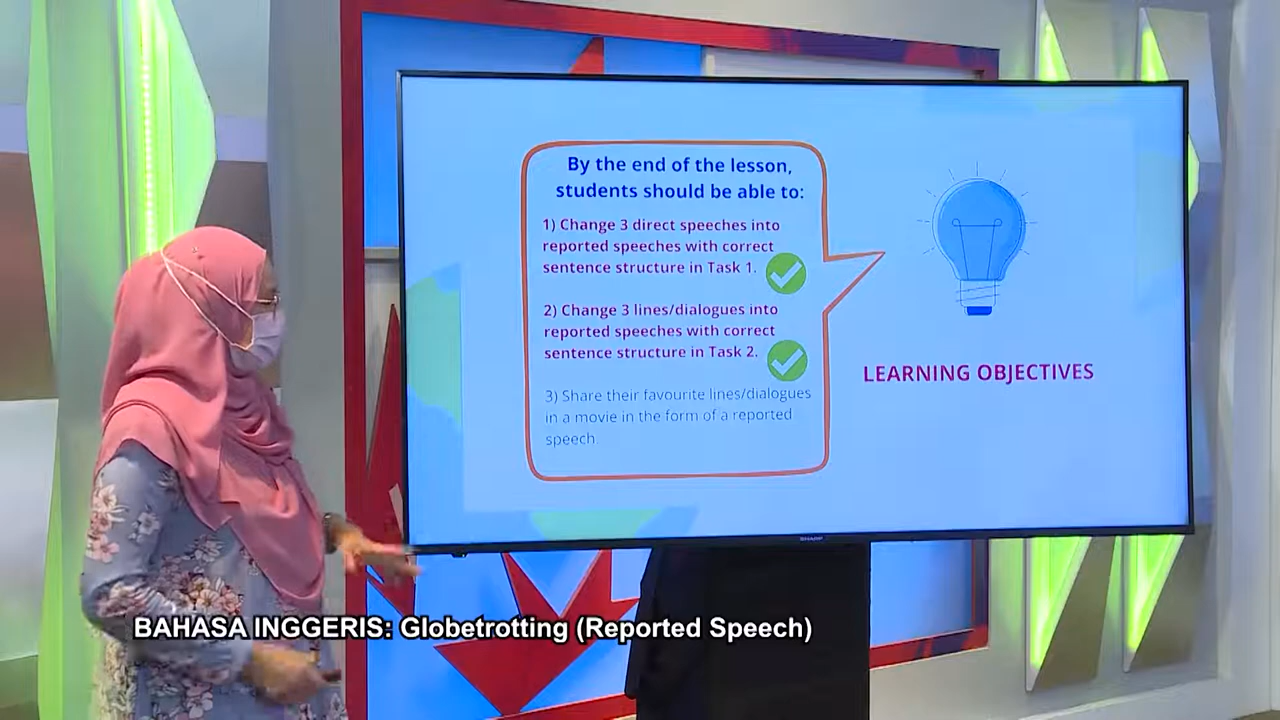 By the end of the lesson,
students should be able to:
1) Change 3 direct speeches into
reported speeches with correct
sentence structure in Task 1.
2) Change 3 lines/dialogues into
reported speeches with correct
sentence structure in Task 2.
3) Share their favourite lines/dialogues
in a movie in the form of a reported
speech.
LEARNING OBJECTIVES
SHARP
BAHASA INGGERIS: Globetrotting (Reported Speech)